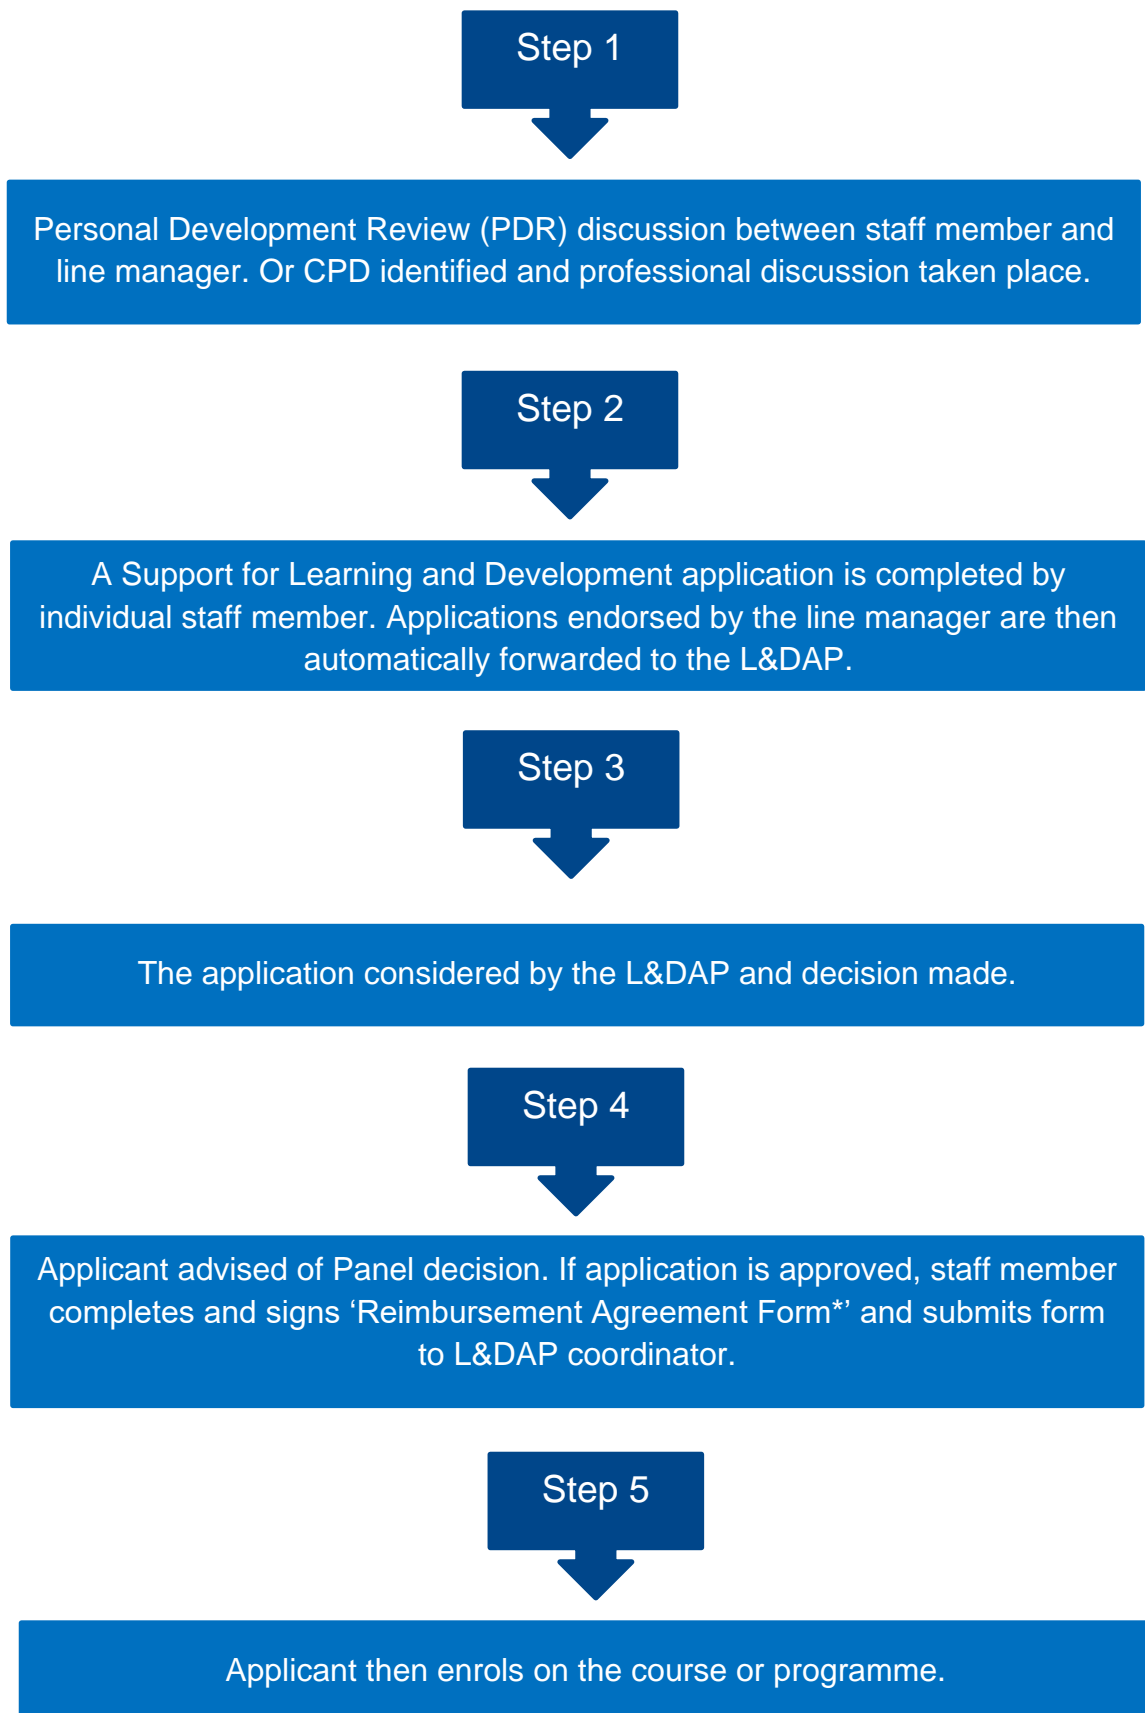 Step 1
Personal Development Review (PDR) discussion between staff member and
line manager. Or CPD identified and professional discussion taken place.
Step 2
A Support for Learning and Development application is completed by
individual staff member. Applications endorsed by the line manager are then
automatically forwarded to the L&DAP.
Step 3
The application considered by the L&DAP and decision made.
Step 4
Applicant advised of Panel decision. If application is approved, staff member
completes and signs ‘Reimbursement Agreement Form*’ and submits form
to L&DAP coordinator.
Step 5
Applicant then enrols on the course or programme.